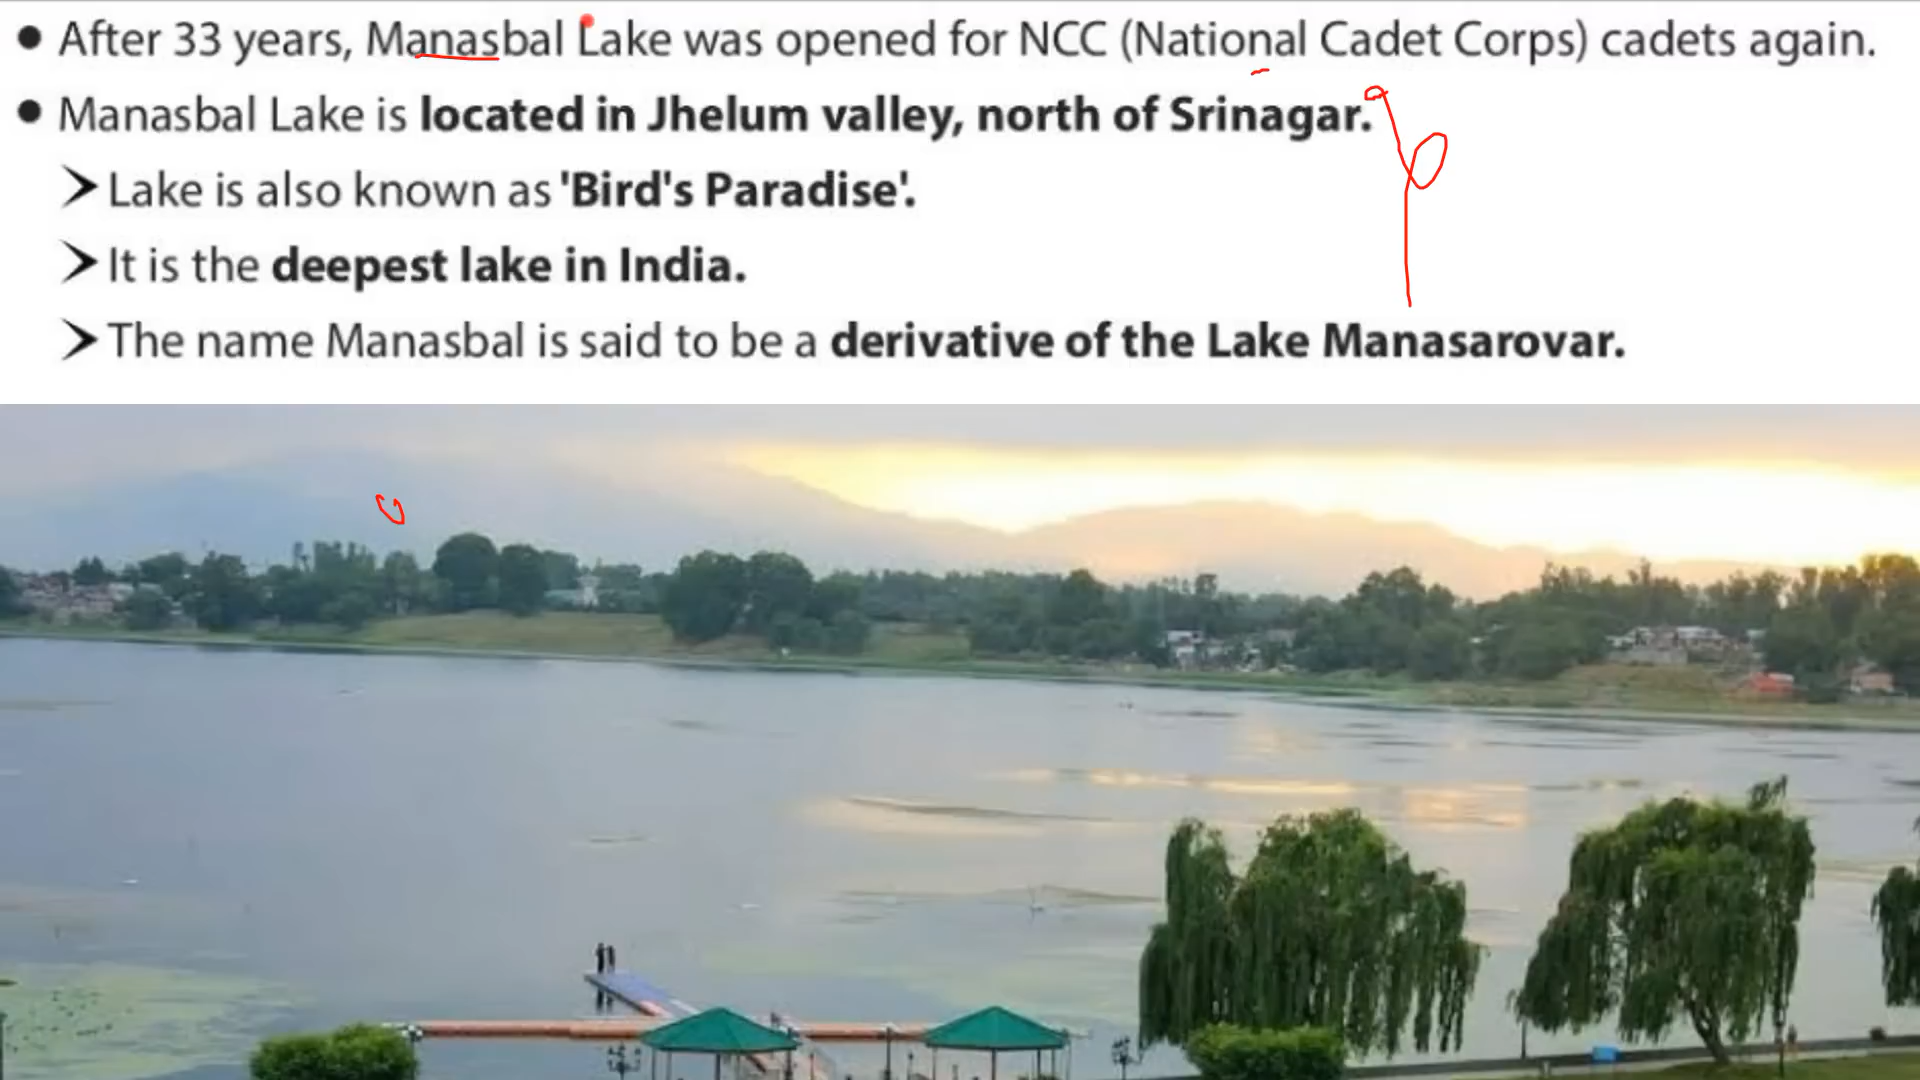 ● After 33 years, Manasbal Lake was opened for NCC (National Cadet Corps) cadets again.
● Manasbal Lake is located in Jhelum valley, north of Srinagar.
➤ Lake is also known as 'Bird's Paradise'.
➤ It is the deepest lake in India.
➤ The name Manasbal is said to be a derivative of the Lake Manasarovar.